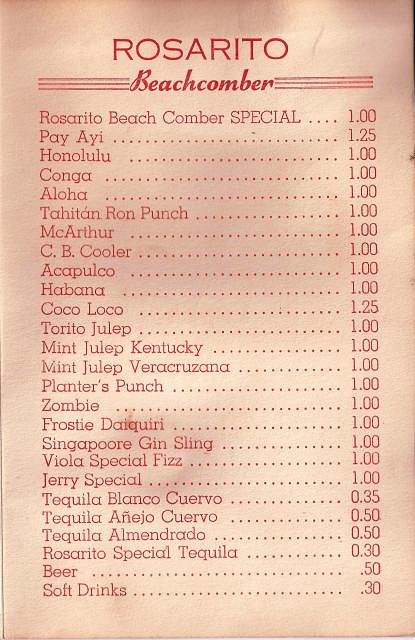 ROSARITO
Beachcomber
Rosarito Beach Comber SPECIAL .... 1.00
Pay Ayi ........................ 1.25
Honolulu ...................... 1.00
Conga ......................... 1.00
Aloha ......................... 1.00
Tahitán Ron Punch ............... 1.00
McArthur ....................... 1.00
C. B. Cooler ..................... 1.00
Acapulco ....................... 1.00
Habana ........................ 1.00
Coco Loco ...................... 1.25
Torito Julep ..................... 1.00
Mint Julep Kentucky .............. 1.00
Mint Julep Veracruzana ........... 1.00
Planter's Punch .................. 1.00
Zombie ........................ 1.00
Frostie Daiquiri .................. 1.00
Singapoore Gin Sling ............. 1.00
Viola Special Fizz ................ 1.00
Jerry Special .................... 1.00
Tequila Blanco Cuervo ............ 0.35
Tequila Añejo Cuervo ............ 0.50
Tequila Almendrado .............. 0.50
Rosarito Special Tequila .......... 0.30
Beer .......................... .50
Soft Drinks ...................... .30